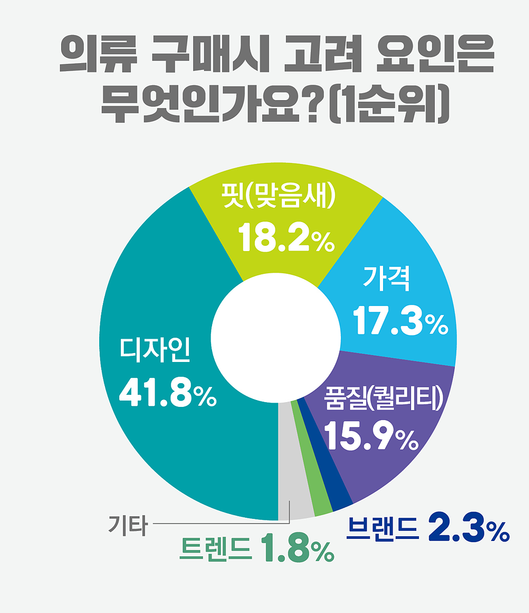 의류 구매시 고려 요인은
무엇인가요?(1순위)
핏(맞음새)
18.2%
가격
17.3%
디자인
41.8%
품질(퀄리티)
15.9%
기타
트렌드 1.8%
브랜드 2.3%